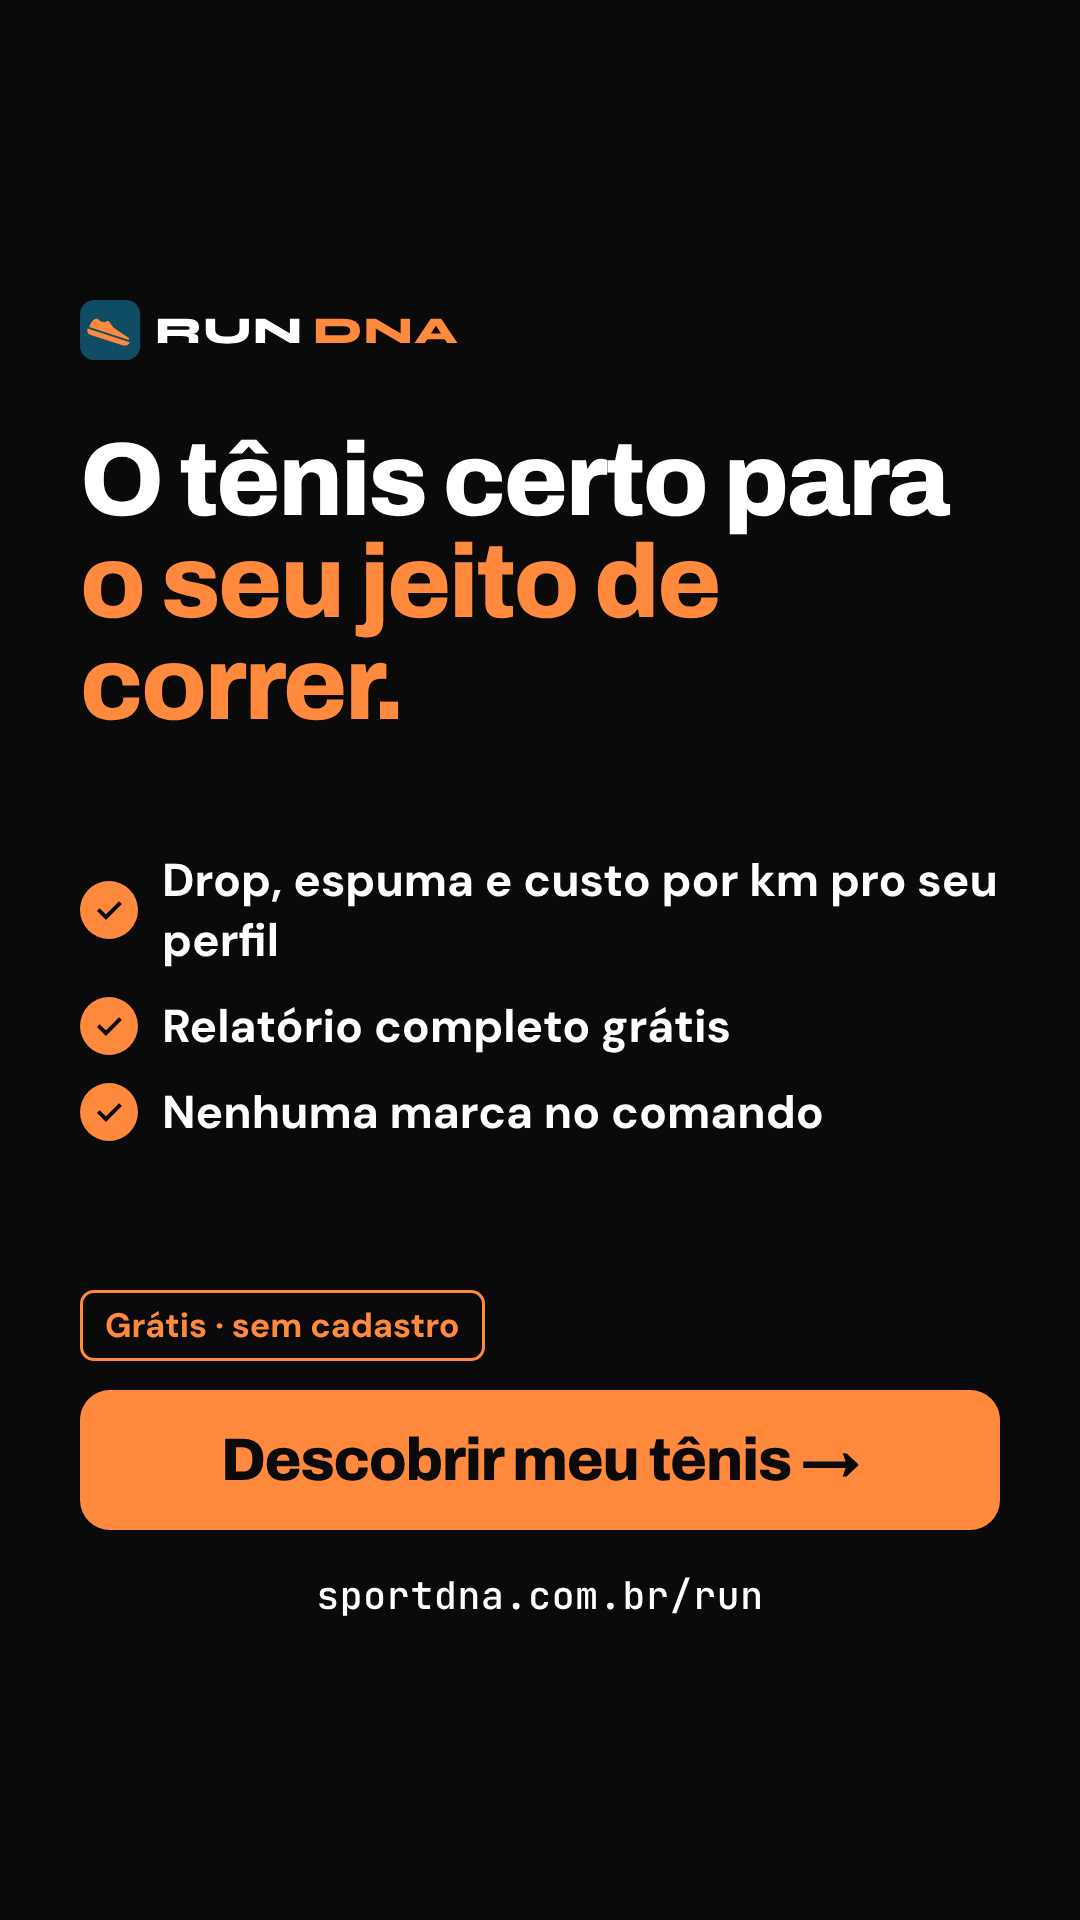 RUN DNA
O tênis certo para
o seu jeito de
correr.
Drop, espuma e custo por km pro seu
perfil
Relatório completo grátis
Nenhuma marca no comando
Grátis · sem cadastro
Descobrir meu tênis →
sportdna.com.br/run